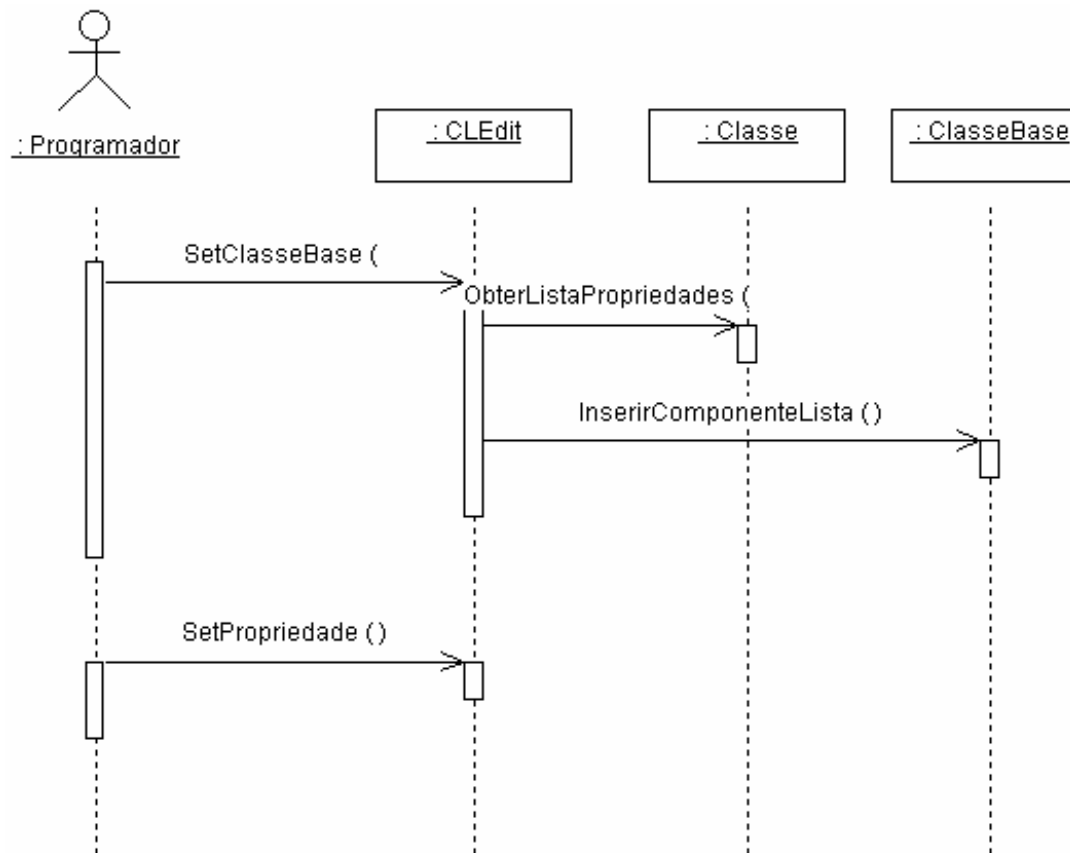 : Programador
: CLEdit
: Classe
: ClasseBase
SetClasseBase (
ObterListaPropriedades (
InserirComponenteLista ()
SetPropriedade ()